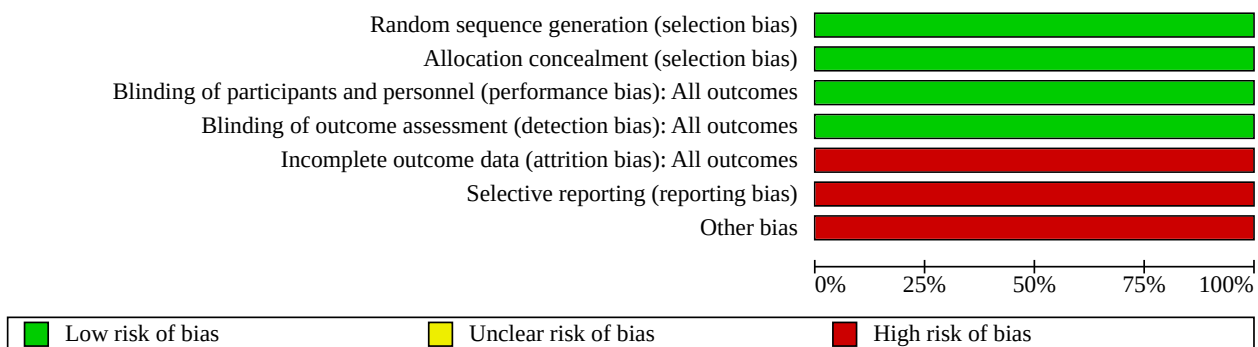 Random sequence generation (selection bias)
Allocation concealment (selection bias)
Blinding of participants and personnel (performance bias): All outcomes
Blinding of outcome assessment (detection bias): All outcomes
Incomplete outcome data (attrition bias): All outcomes
Selective reporting (reporting bias)
Other bias
0% 25% 50% 75% 100%
Low risk of bias Unclear risk of bias High risk of bias